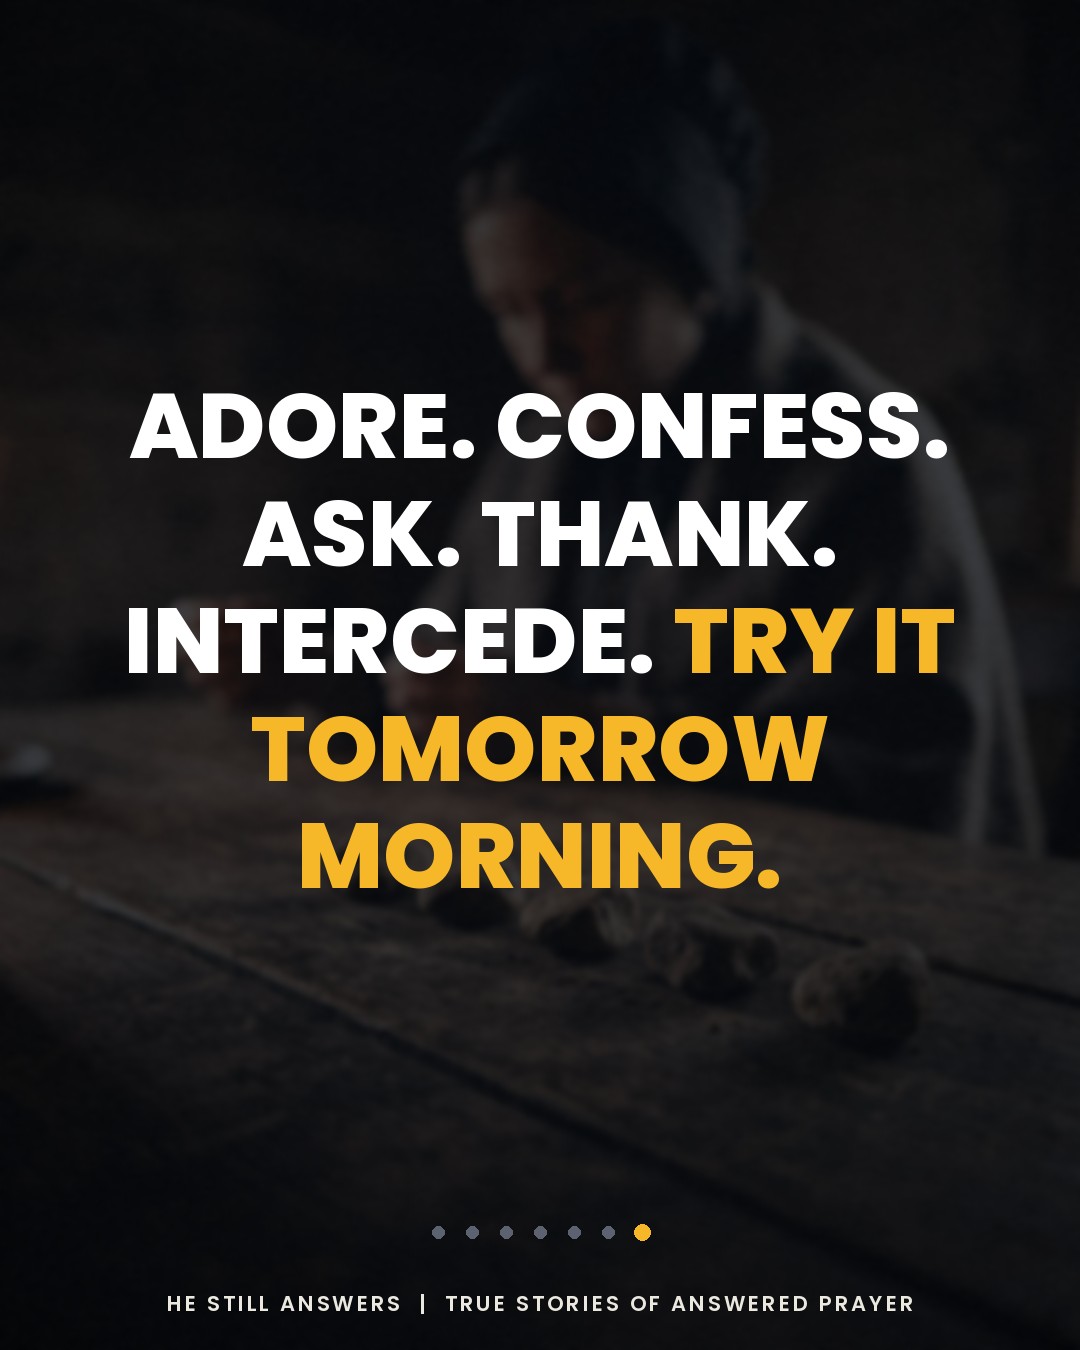 ADORE. CONFESS.
ASK. THANK.
INTERCEDE. TRY IT
TOMORROW
MORNING.
HE STILL ANSWERS | TRUE STORIES OF ANSWERED PRAYER